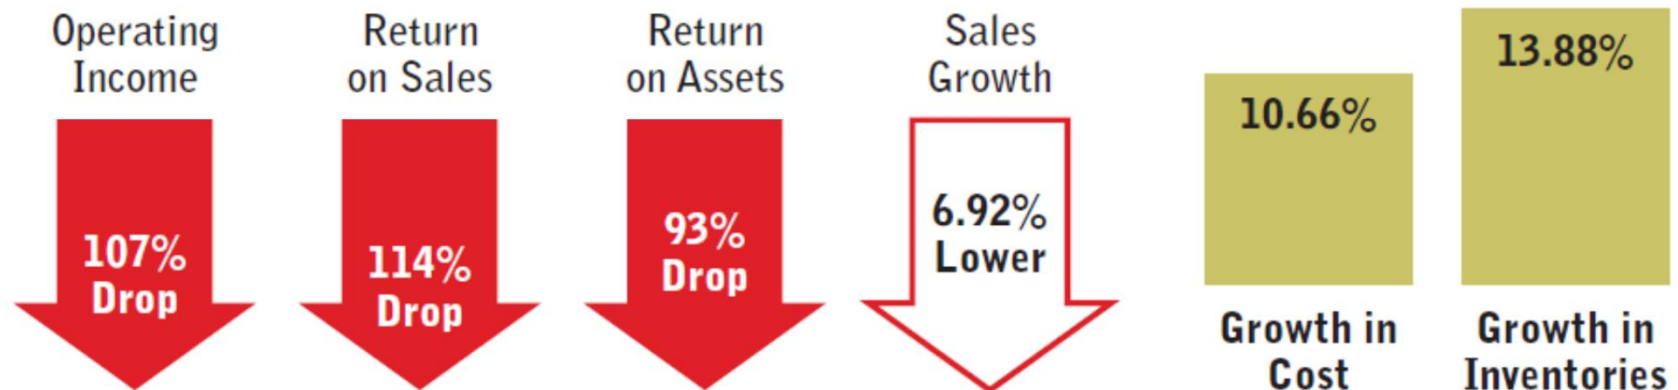 Operating
Income
107%
Drop
Return
on Sales
114%
Drop
Return
on Assets
93%
Drop
Sales
Growth
6.92%
Lower
10.66%
Growth in
Cost
13.88%
Growth in
Inventories